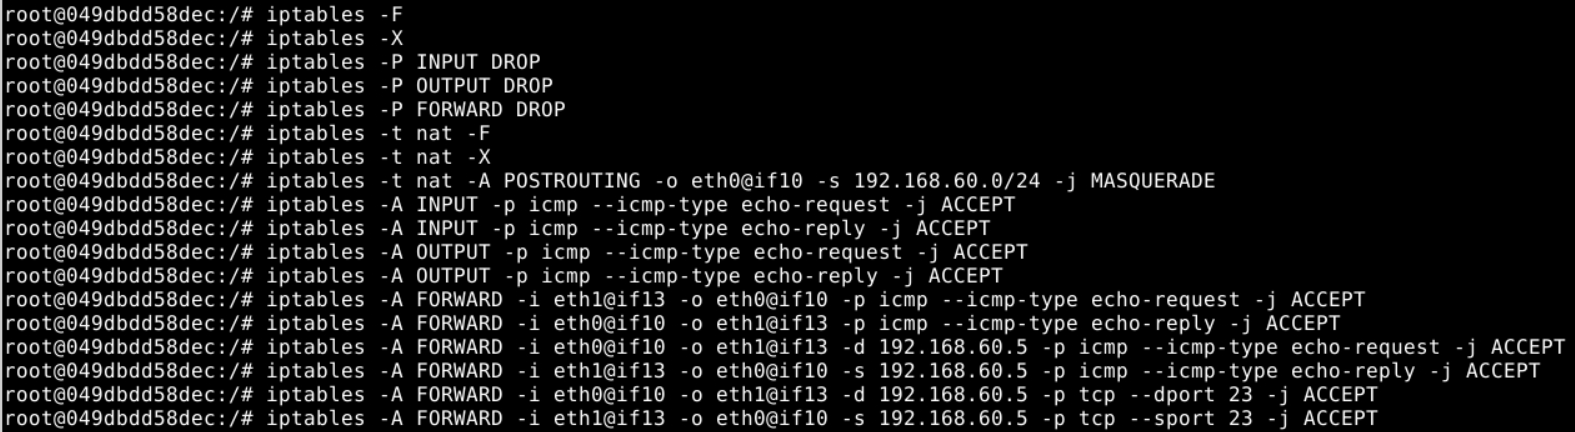 root@049dbdd58dec:/# iptables -F
root@049dbdd58dec:/# iptables -X
root@049dbdd58dec:/# iptables -P INPUT DROP
root@049dbdd58dec:/# iptables -P OUTPUT DROP
root@049dbdd58dec:/# iptables -P FORWARD DROP
root@049dbdd58dec:/# iptables -t nat -F
root@049dbdd58dec:/# iptables -t nat -X
root@049dbdd58dec:/# iptables -t nat -A POSTROUTING -o eth0@if10 -s 192.168.60.0/24 -j MASQUERADE
root@049dbdd58dec:/# iptables -A INPUT -p icmp --icmp-type echo-request -j ACCEPT
root@049dbdd58dec:/# iptables -A INPUT -p icmp --icmp-type echo-reply -j ACCEPT
root@049dbdd58dec:/# iptables -A OUTPUT -p icmp --icmp-type echo-request -j ACCEPT
root@049dbdd58dec:/# iptables -A OUTPUT -p icmp --icmp-type echo-reply -j ACCEPT
root@049dbdd58dec:/# iptables -A FORWARD -i eth1@if13 -o eth0@if10 -p icmp --icmp-type echo-request -j ACCEPT
root@049dbdd58dec:/# iptables -A FORWARD -i eth0@if10 -o eth1@if13 -p icmp --icmp-type echo-reply -j ACCEPT
root@049dbdd58dec:/# iptables -A FORWARD -i eth0@if10 -o eth1@if13 -d 192.168.60.5 -p icmp --icmp-type echo-request -j ACCEPT
root@049dbdd58dec:/# iptables -A FORWARD -i eth1@if13 -o eth0@if10 -s 192.168.60.5 -p icmp --icmp-type echo-reply -j ACCEPT
root@049dbdd58dec:/# iptables -A FORWARD -i eth0@if10 -o eth1@if13 -d 192.168.60.5 -p tcp --dport 23 -j ACCEPT
root@049dbdd58dec:/# iptables -A FORWARD -i eth1@if13 -o eth0@if10 -s 192.168.60.5 -p tcp --sport 23 -j ACCEPT